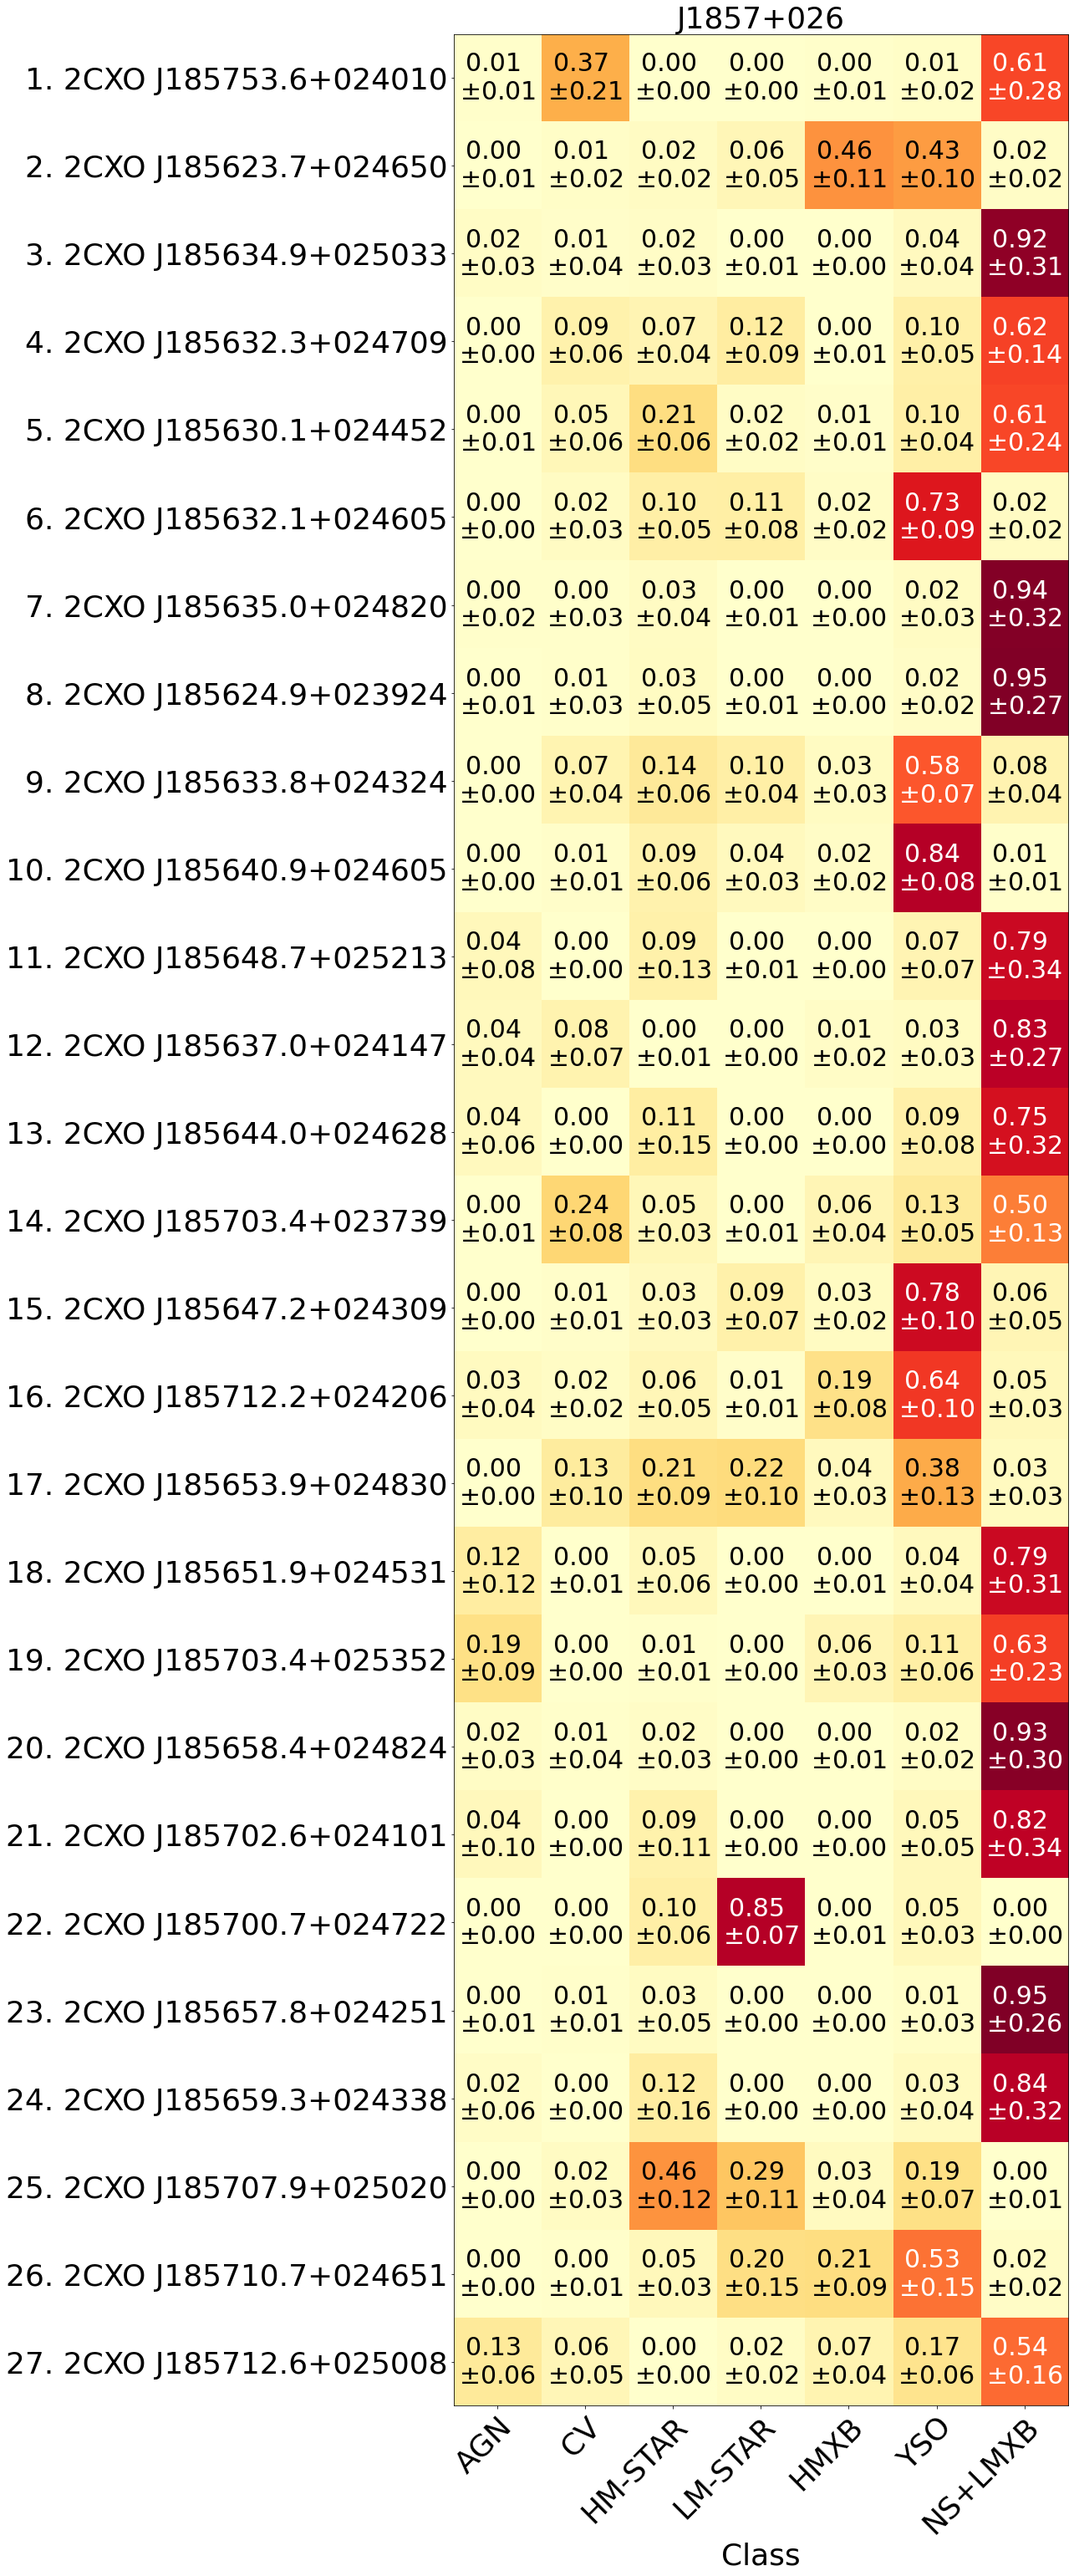 J1857+026
1. 2CXO J185753.6+024010 0.01 0.37 0.00 0.00 0.00 0.01 0.61
±0.01 ±0.21 ±0.00 ±0.00 ±0.01 ±0.02 ±0.28
2. 2CXO J185623.7+024650 0.00 0.01 0.02 0.06 0.46 0.43 0.02
±0.01 ±0.02 ±0.02 ±0.05 ±0.11 ±0.10 ±0.02
3. 2CXO J185634.9+025033 0.02 0.01 0.02 0.00 0.00 0.04 0.92
±0.03 ±0.04 ±0.03 ±0.01 ±0.00 ±0.04 ±0.31
4. 2CXO J185632.3+024709 0.00 0.09 0.07 0.12 0.00 0.10 0.62
±0.00 ±0.06 ±0.04 ±0.09 ±0.01 ±0.05 ±0.14
5. 2CXO J185630.1+024452 0.00 0.05 0.21 0.02 0.01 0.10 0.61
±0.01 ±0.06 ±0.06 ±0.02 ±0.01 ±0.04 ±0.24
6. 2CXO J185632.1+024605 0.00 0.02 0.10 0.11 0.02 0.73 0.02
±0.00 ±0.03 ±0.05 ±0.08 ±0.02 ±0.09 ±0.02
7. 2CXO J185635.0+024820 0.00 0.00 0.03 0.00 0.00 0.02 0.94
±0.02 ±0.03 ±0.04 ±0.01 ±0.00 ±0.03 ±0.32
8. 2CXO J185624.9+023924 0.00 0.01 0.03 0.00 0.00 0.02 0.95
±0.01 ±0.03 ±0.05 ±0.01 ±0.00 ±0.02 ±0.27
9. 2CXO J185633.8+024324 0.00 0.07 0.14 0.10 0.03 0.58 0.08
±0.00 ±0.04 ±0.06 ±0.04 ±0.03 ±0.07 ±0.04
10. 2CXO J185640.9+024605 0.00 0.01 0.09 0.04 0.02 0.84 0.01
±0.00 ±0.01 ±0.06 ±0.03 ±0.02 ±0.08 ±0.01
11. 2CXO J185648.7+025213 0.04 0.00 0.09 0.00 0.00 0.07 0.79
±0.08 ±0.00 ±0.13 ±0.01 ±0.00 ±0.07 ±0.34
12. 2CXO J185637.0+024147 0.04 0.08 0.00 0.00 0.01 0.03 0.83
±0.04 ±0.07 ±0.01 ±0.00 ±0.02 ±0.03 ±0.27
13. 2CXO J185644.0+024628 0.04 0.00 0.11 0.00 0.00 0.09 0.75
±0.06 ±0.00 ±0.15 ±0.00 ±0.00 ±0.08 ±0.32
14. 2CXO J185703.4+023739 0.00 0.24 0.05 0.00 0.06 0.13 0.50
±0.01 ±0.08 ±0.03 ±0.01 ±0.04 ±0.05 ±0.13
15. 2CXO J185647.2+024309 0.00 0.01 0.03 0.09 0.03 0.78 0.06
±0.00 ±0.01 ±0.03 ±0.07 ±0.02 ±0.10 ±0.05
16. 2CXO J185712.2+024206 0.03 0.02 0.06 0.01 0.19 0.64 0.05
±0.04 ±0.02 ±0.05 ±0.01 ±0.08 ±0.10 ±0.03
17. 2CXO J185653.9+024830 0.00 0.13 0.21 0.22 0.04 0.38 0.03
±0.00 ±0.10 ±0.09 ±0.10 ±0.03 ±0.13 ±0.03
18. 2CXO J185651.9+024531 0.12 0.00 0.05 0.00 0.00 0.04 0.79
±0.12 ±0.01 ±0.06 ±0.00 ±0.01 ±0.04 ±0.31
19. 2CXO J185703.4+025352 0.19 0.00 0.01 0.00 0.06 0.11 0.63
±0.09 ±0.00 ±0.01 ±0.00 ±0.03 ±0.06 ±0.23
20. 2CXO J185658.4+024824 0.02 0.01 0.02 0.00 0.00 0.02 0.93
±0.03 ±0.04 ±0.03 ±0.00 ±0.01 ±0.02 ±0.30
21. 2CXO J185702.6+024101 0.04 0.00 0.09 0.00 0.00 0.05 0.82
±0.10 ±0.00 ±0.11 ±0.00 ±0.00 ±0.05 ±0.34
22. 2CXO J185700.7+024722 0.00 0.00 0.10 0.85 0.00 0.05 0.00
±0.00 ±0.00 ±0.06 ±0.07 ±0.01 ±0.03 ±0.00
23. 2CXO J185657.8+024251 0.00 0.01 0.03 0.00 0.00 0.01 0.95
±0.01 ±0.01 ±0.05 ±0.00 ±0.00 ±0.03 ±0.26
24. 2CXO J185659.3+024338 0.02 0.00 0.12 0.00 0.00 0.03 0.84
±0.06 ±0.00 ±0.16 ±0.00 ±0.00 ±0.04 ±0.32
25. 2CXO J185707.9+025020 0.00 0.02 0.46 0.29 0.03 0.19 0.00
±0.00 ±0.03 ±0.12 ±0.11 ±0.04 ±0.07 ±0.01
26. 2CXO J185710.7+024651 0.00 0.00 0.05 0.20 0.21 0.53 0.02
±0.00 ±0.01 ±0.03 ±0.15 ±0.09 ±0.15 ±0.02
27. 2CXO J185712.6+025008 0.13 0.06 0.00 0.02 0.07 0.17 0.54
±0.06 ±0.05 ±0.00 ±0.02 ±0.04 ±0.06 ±0.16
AGN CV HM-STAR LM-STAR HMXB YSO NS+LMXB
Class